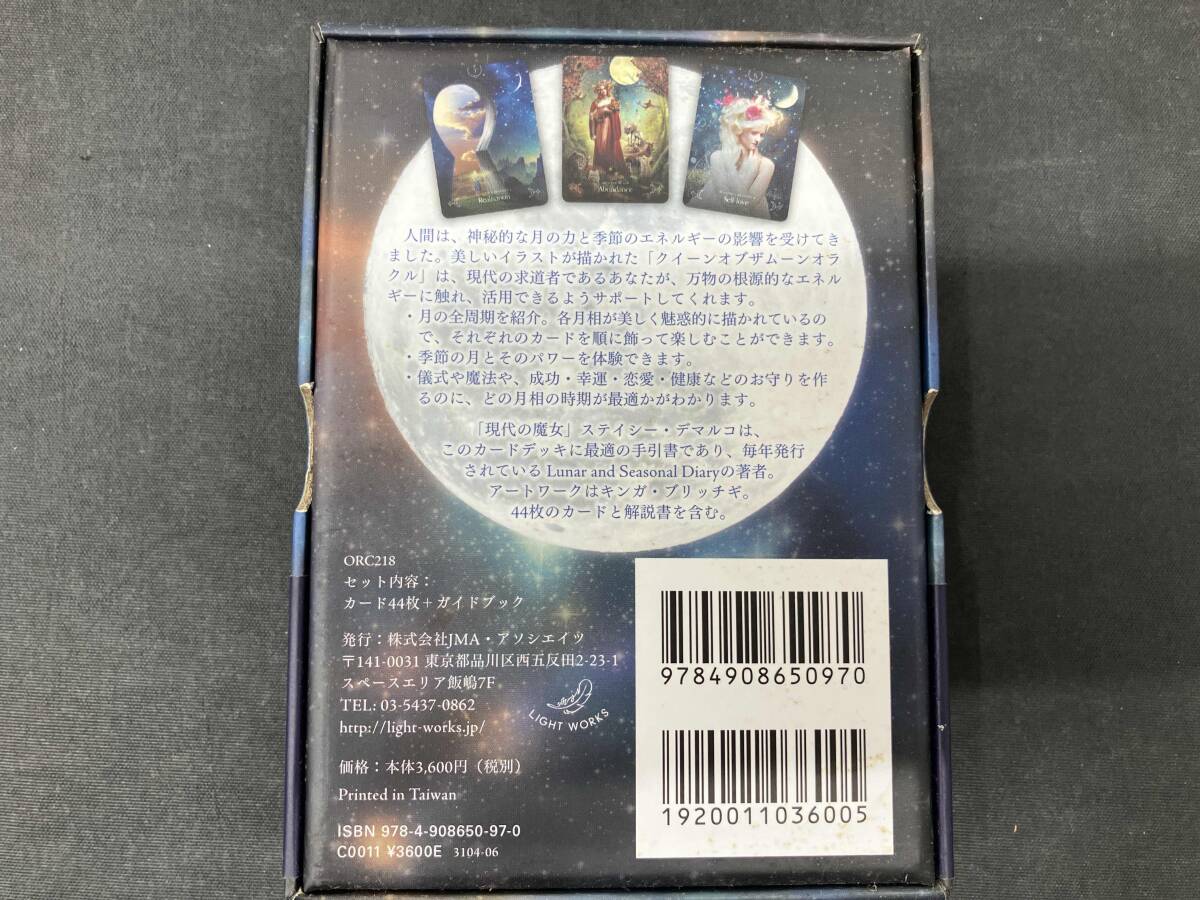 Realisation
Abundance
Self love
人間は、神秘的な月の力と季節のエネルギーの影響を受けてき
ました。美しいイラストが描かれた「クイーンオブザムーンオラ
クル」は、現代の求道者であるあなたが、万物の根源的なエネル
ギーに触れ、活用できるようサポートしてくれます。
・月の全周期を紹介。各月相が美しく魅惑的に描かれているの
で、それぞれのカードを順に飾って楽しむことができます。
・季節の月とそのパワーを体験できます。
・儀式や魔法や、成功・幸運・恋愛・健康などのお守りを作
るのに、どの月相の時期が最適かがわかります。
「現代の魔女」ステイシー・デマルコは、
このカードデッキに最適の手引書であり、毎年発行
されている Lunar and Seasonal Diaryの著者。
アートワークはキンガ・ブリッチギ。
44枚のカードと解説書を含む。
ORC218
セット内容：
カード44枚＋ガイドブック
発行：株式会社JMA・アソシエイツ
〒141-0031 東京都品川区西五反田2-23-1
スペースエリア飯嶋7F
TEL: 03-5437-0862
http://light-works.jp/
LIGHT WORKS
価格：本体3,600円（税別）
Printed in Taiwan
ISBN 978-4-908650-97-0
C0011 ¥3600E 3104-06
9784908650970
1920011036005